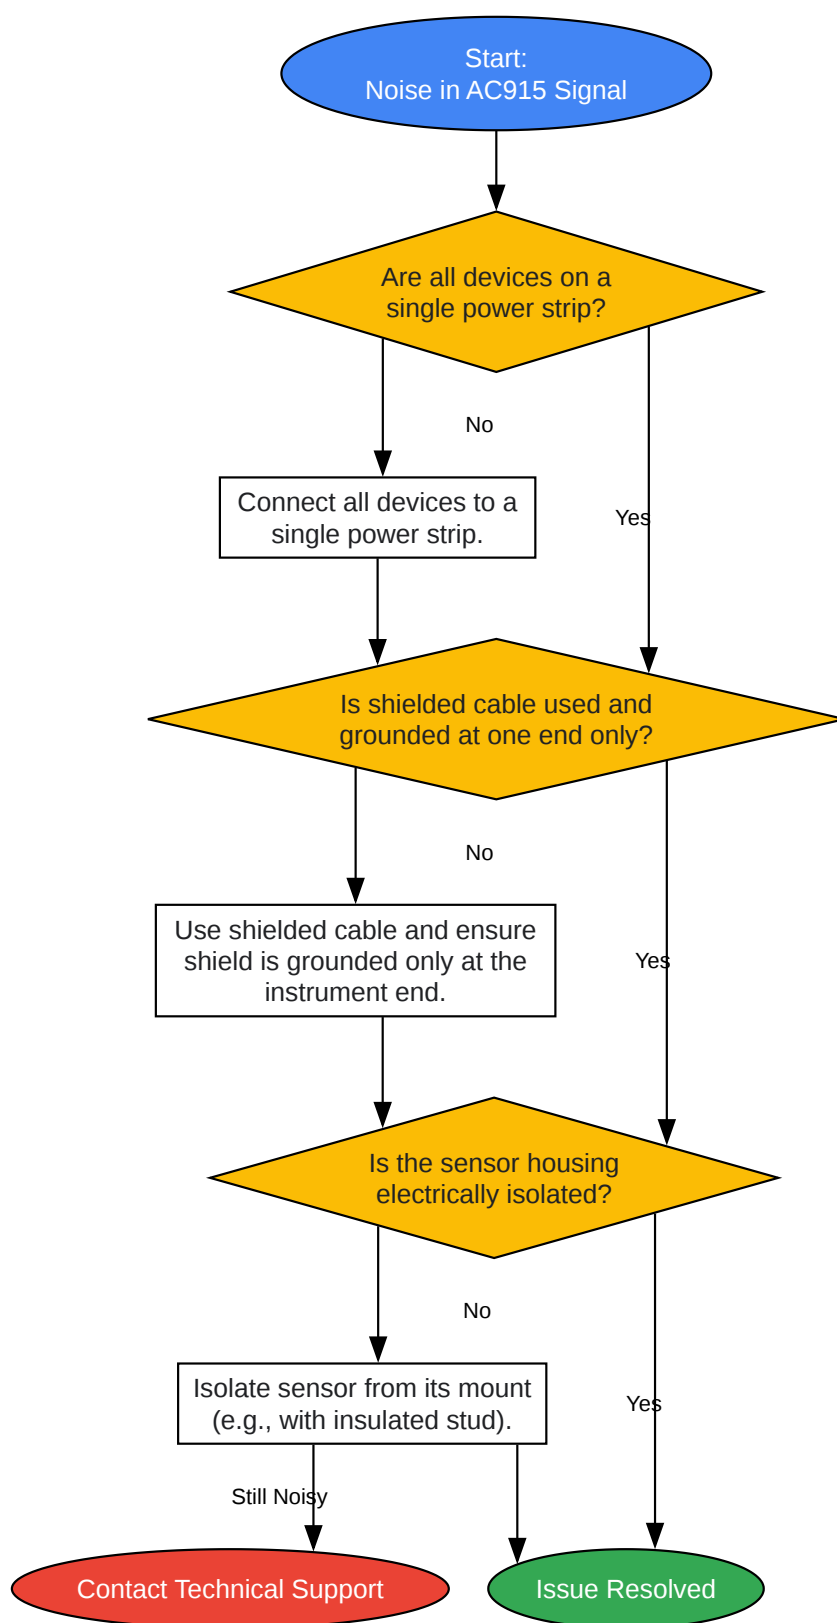 Start:
Noise in AC915 Signal
Are all devices on a
single power strip?
No
Connect all devices to a
single power strip.
Yes
Is shielded cable used and
grounded at one end only?
No
Use shielded cable and ensure
shield is grounded only at the
instrument end.
Yes
Is the sensor housing
electrically isolated?
No
Isolate sensor from its mount
(e.g., with insulated stud).
Yes
Still Noisy
Contact Technical Support
Issue Resolved